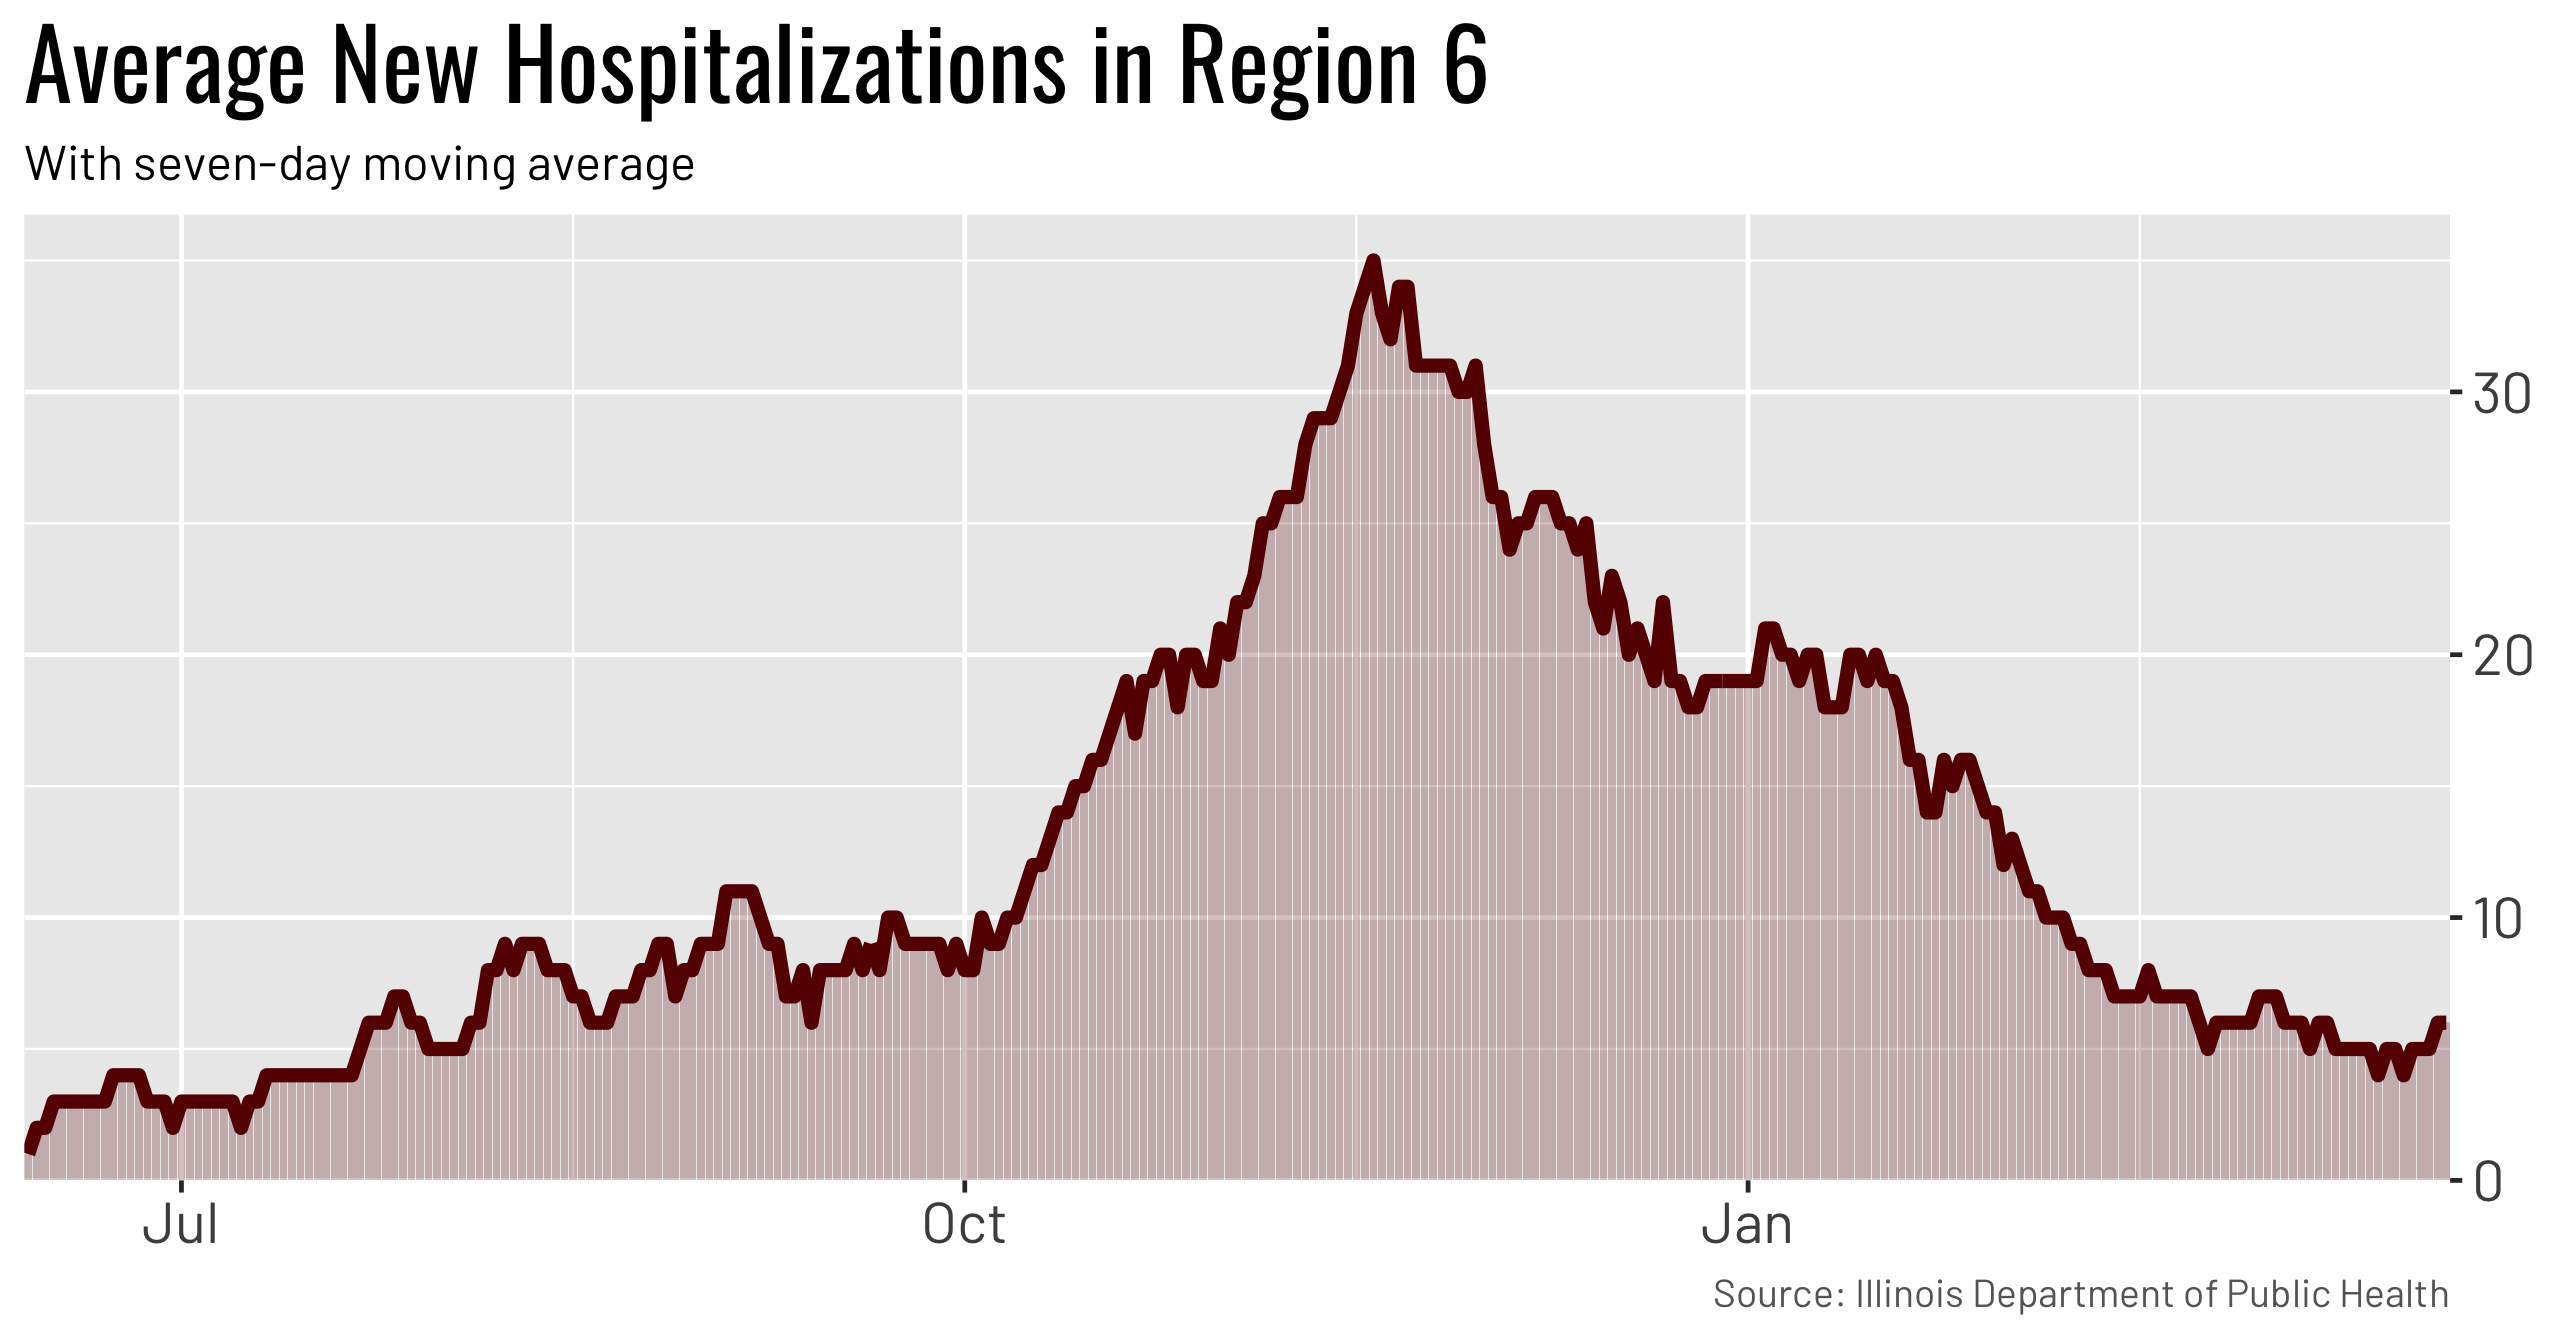 Average New Hospitalizations in Region 6
With seven-day moving average
30
20
10
0
Jul Oct Jan
Source: Illinois Department of Public Health